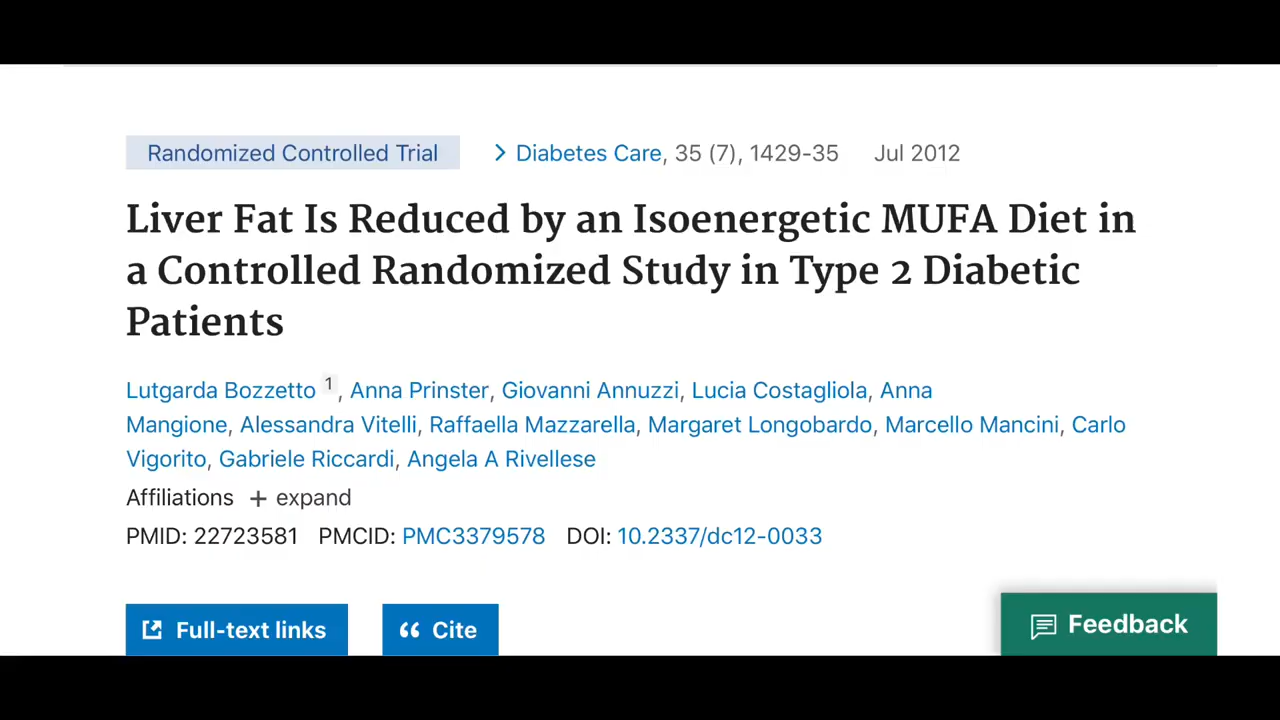 Randomized Controlled Trial > Diabetes Care, 35 (7), 1429-35 Jul 2012
Liver Fat Is Reduced by an Isoenergetic MUFA Diet in
a Controlled Randomized Study in Type 2 Diabetic
Patients
Lutgarda Bozzetto 1, Anna Prinster, Giovanni Annuzzi, Lucia Costagliola, Anna
Mangione, Alessandra Vitelli, Raffaella Mazzarella, Margaret Longobardo, Marcello Mancini, Carlo
Vigorito, Gabriele Riccardi, Angela A Rivellese
Affiliations + expand
PMID: 22723581 PMCID: PMC3379578 DOI: 10.2337/dc12-0033
Full-text links Cite Feedback